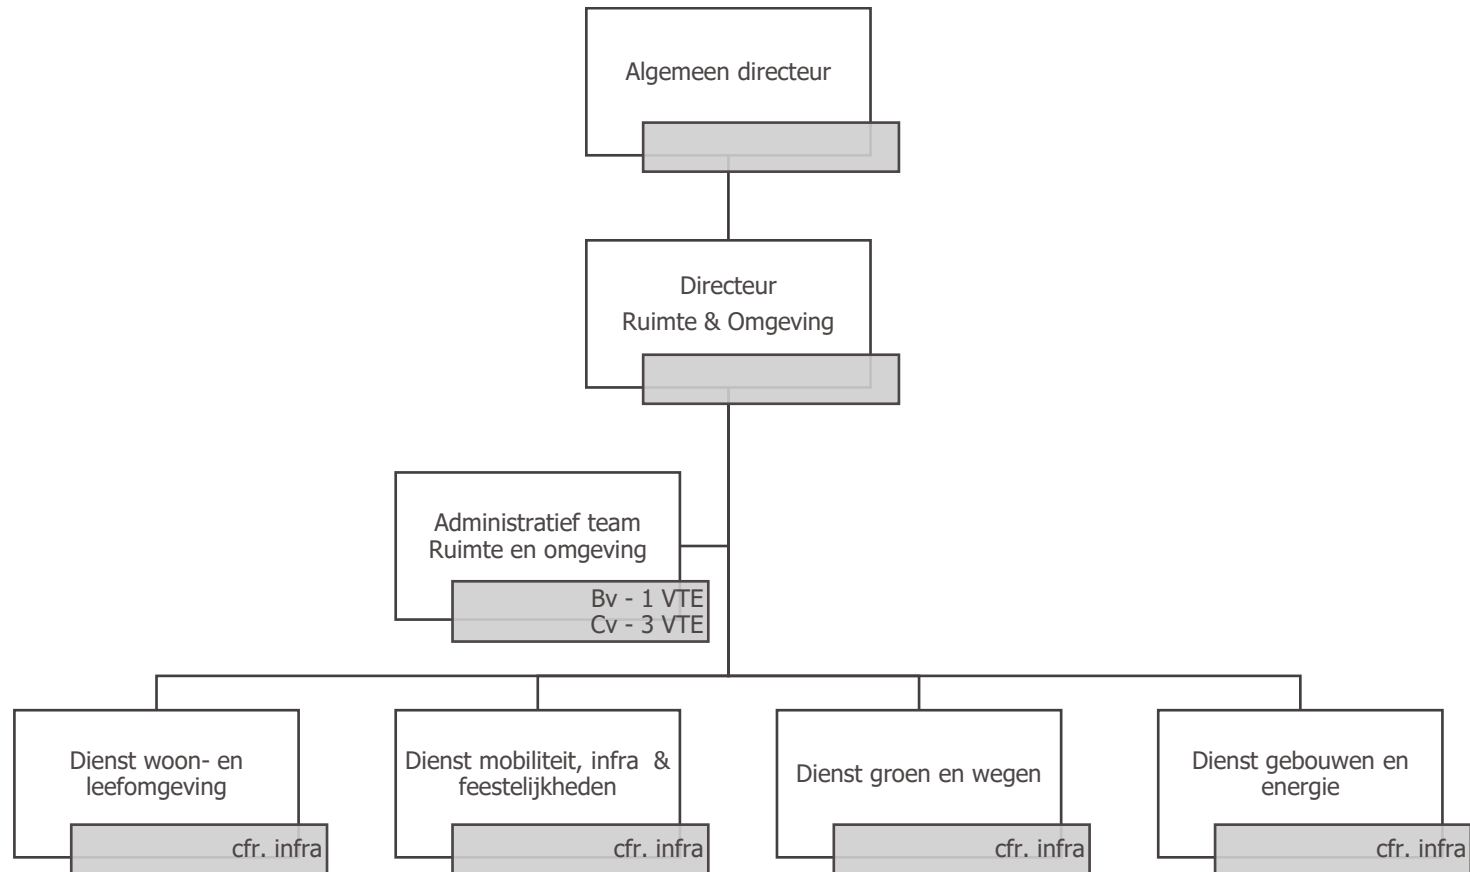 Algemeen directeur
Directeur
Ruimte & Omgeving
Administratief team
Ruimte en omgeving
Bv - 1 VTE
Cv - 3 VTE
Dienst woon- en
leefomgeving
cfr. infra
Dienst mobiliteit, infra &
feestelijkheden
cfr. infra
Dienst groen en wegen
cfr. infra
Dienst gebouwen en
energie
cfr. infra